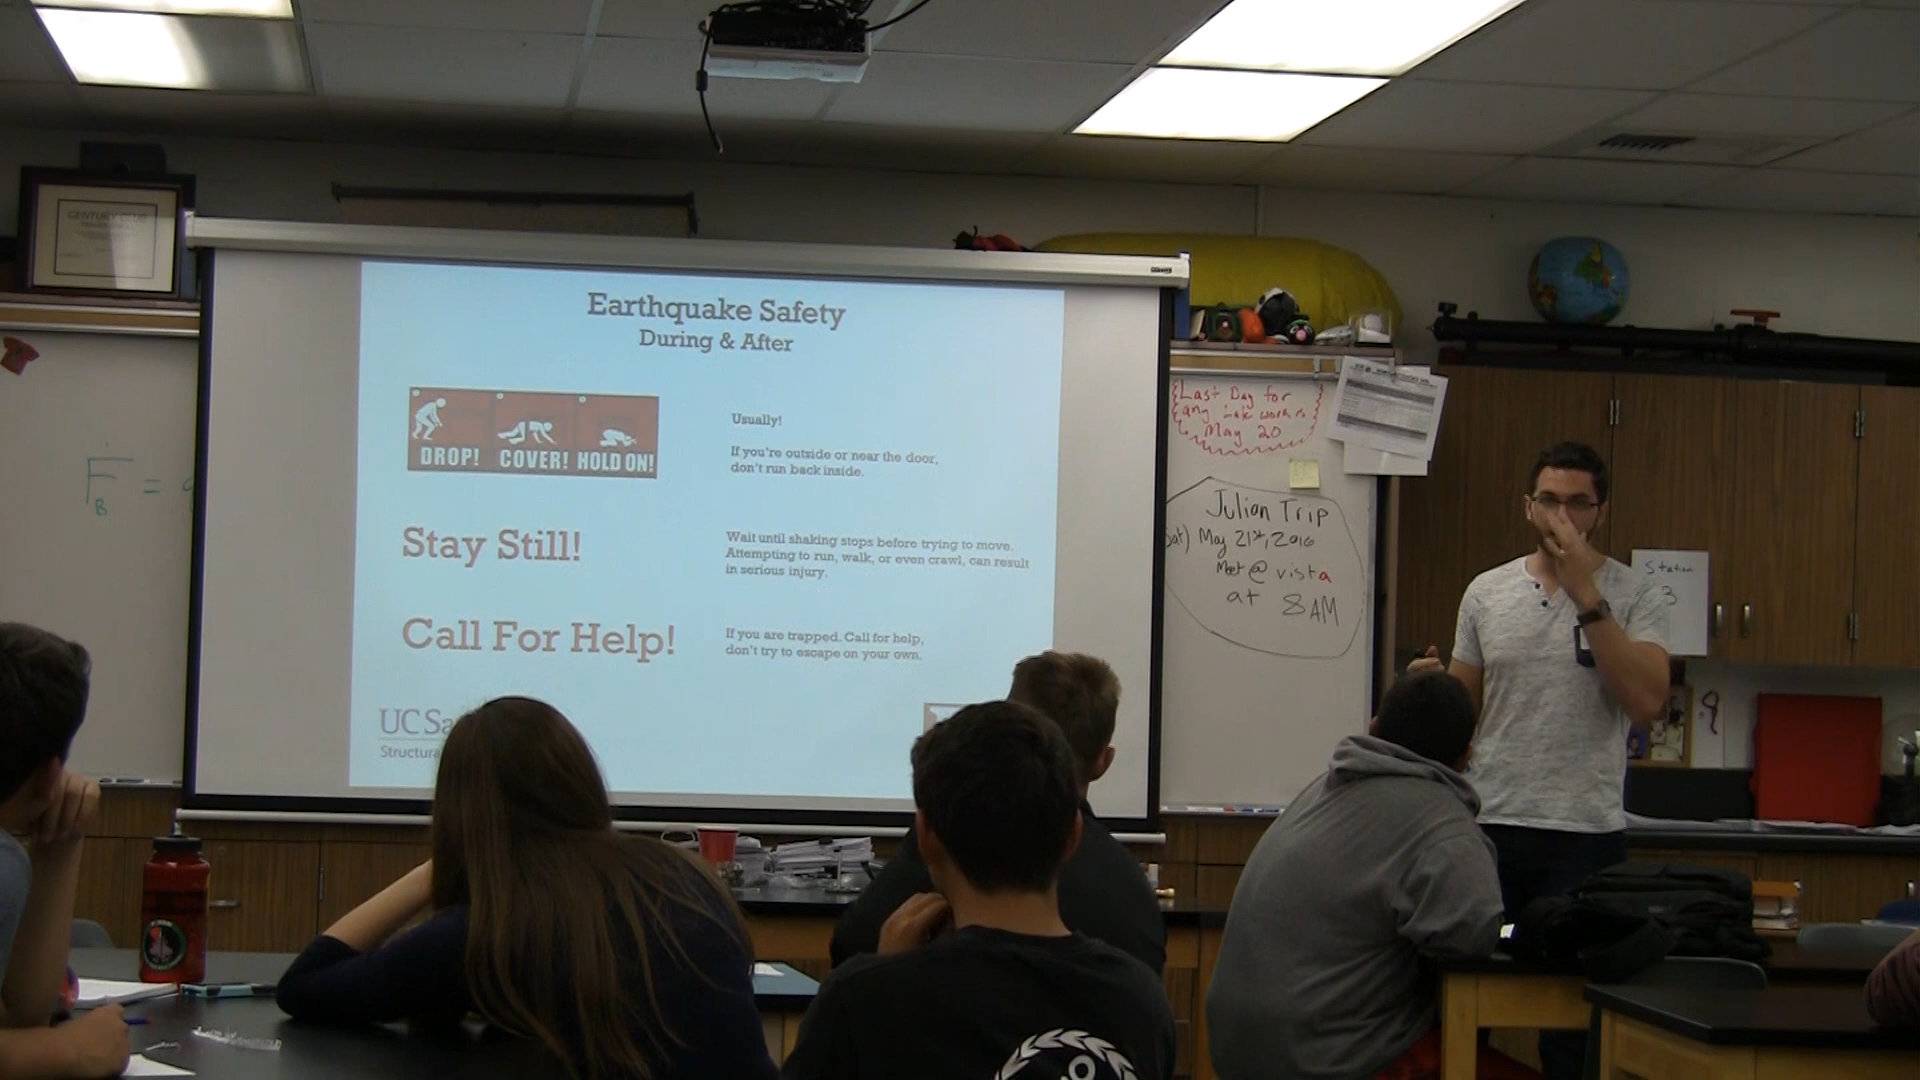 CENTURY CLUB
Earthquake Safety
During & After
DROP! COVER! HOLD ON!
Usually!
If you're outside or near the door,
don't run back inside.
Stay Still!
Wait until shaking stops before trying to move.
Attempting to run, walk, or even crawl, can result
in serious injury.
Call For Help!
If you are trapped. Call for help,
don't try to escape on your own.
UC Sa
Structura
F
B =
Last Day for
any Late work is
May 20
Julian Trip
Sat) May 21st, 2016
Meet @ vista
at 8AM
Station
3